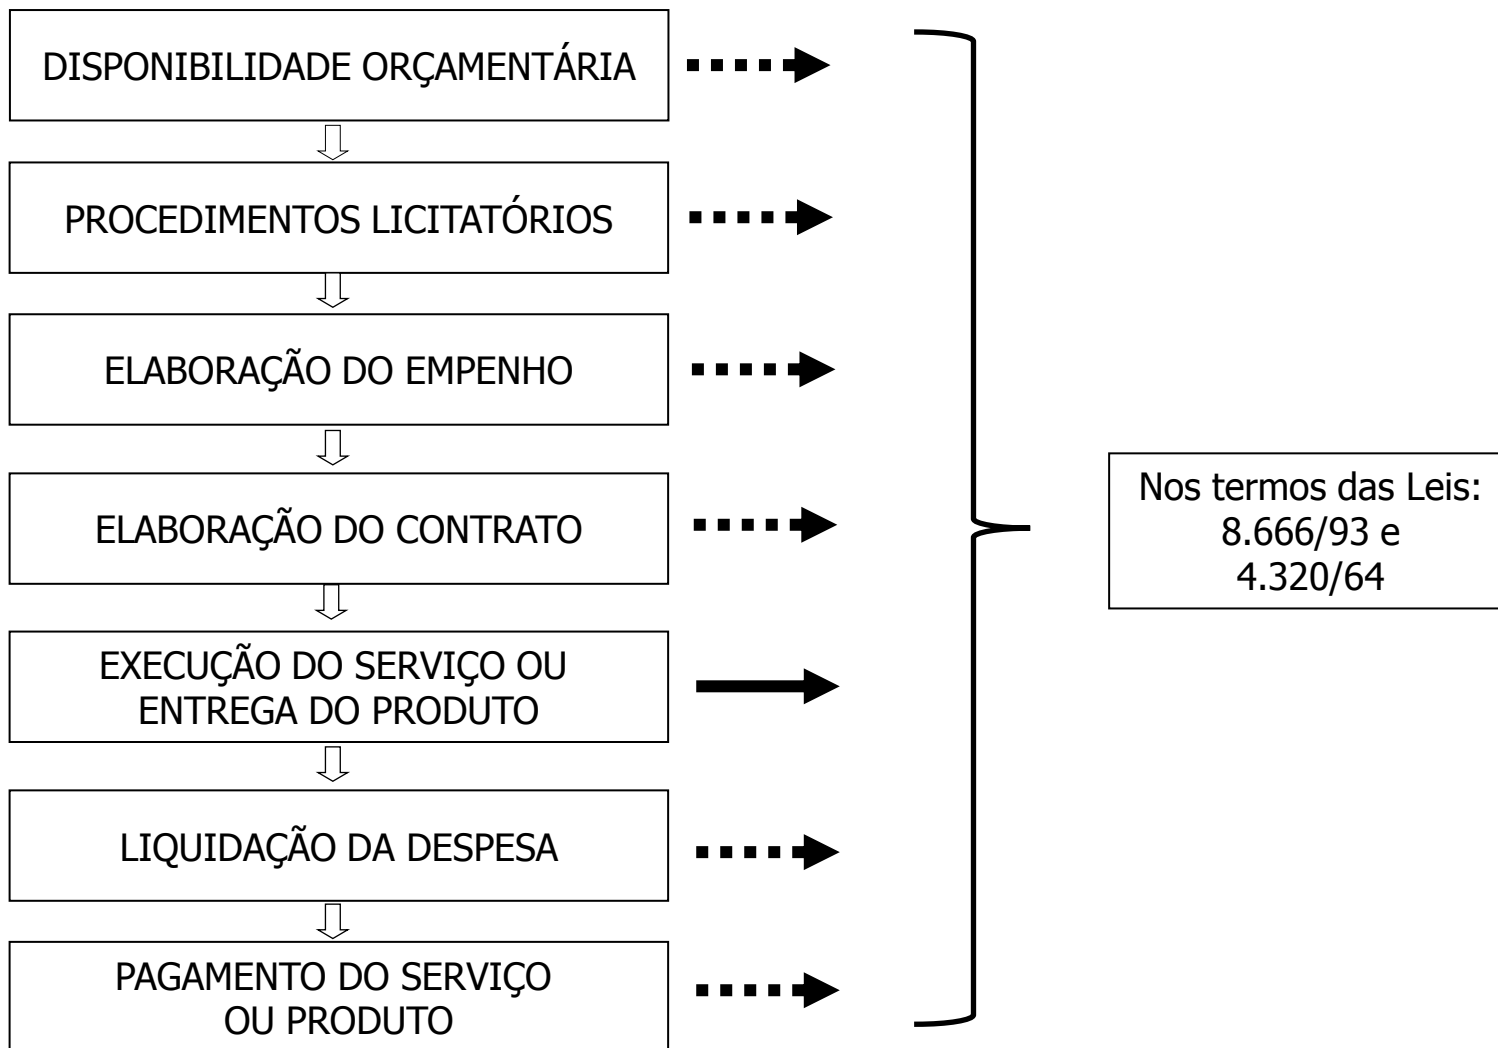 DISPONIBILIDADE ORÇAMENTÁRIA
PROCEDIMENTOS LICITATÓRIOS
ELABORAÇÃO DO EMPENHO
ELABORAÇÃO DO CONTRATO
EXECUÇÃO DO SERVIÇO OU
ENTREGA DO PRODUTO
LIQUIDAÇÃO DA DESPESA
PAGAMENTO DO SERVIÇO
OU PRODUTO
Nos termos das Leis:
8.666/93 e
4.320/64